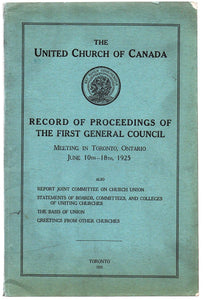 THE
UNITED CHURCH OF CANADA
RECORD OF PROCEEDINGS
OF
THE FIRST GENERAL COUNCIL
MEETING IN TORONTO, ONTARIO
JUNE 10TH-18TH, 1925
ALSO
REPORT JOINT COMMITTEE ON CHURCH UNION
STATEMENTS OF BOARDS, COMMITTEES, AND COLLEGES
OF UNITING CHURCHES
THE BASIS OF UNION
GREETINGS FROM OTHER CHURCHES
TORONTO
1925